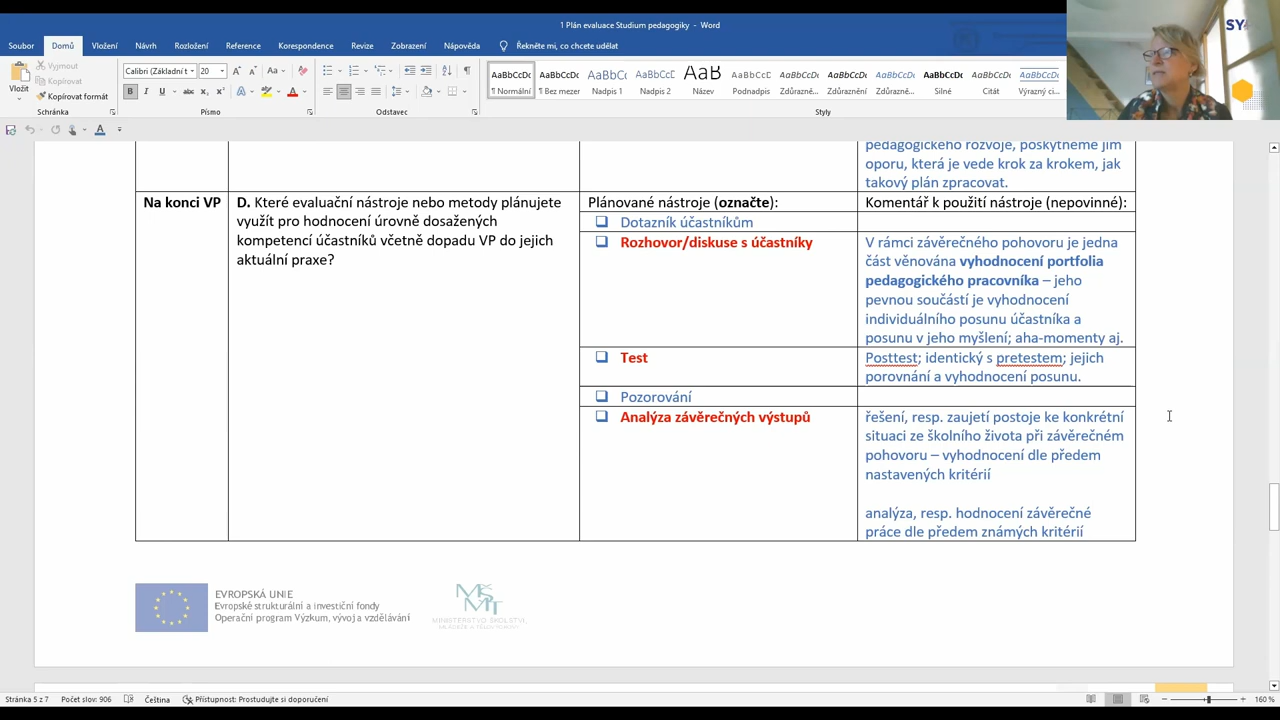 1 Plán evaluace Studium pedagogiky - Word
SY
Soubor Domů Vložení Návrh Rozložení Reference Korespondence Revize Zobrazení Nápověda Řekněte mi, co chcete udělat
Vložit
Vyjmout
Kopírovat
Kopírovat formát
Schránka
Calibri (Základní t 20
Písmo
Odstavec
AaBbCcDc AaBbCcDc AaBbCc AaBbCcD AaB AaBbCcD AaBbCcDc AaBbCcDc AaBbCcDc AaBbCcDc AaBbCcDc AaBbCcDc
¶ Normální ¶ Bez mezer Nadpis 1 Nadpis 2 Název Podnadpis Zdůrazně... Zdůraznění Zdůrazně... Silné Citát Výrazný ci...
Styly
pedagogického rozvoje, poskytneme jim
oporu, která je vede krok za krokem, jak
takový plán zpracovat.
Na konci VP
D. Které evaluační nástroje nebo metody plánujete
využít pro hodnocení úrovně dosažených
kompetencí účastníků včetně dopadu VP do jejich
aktuální praxe?
Plánované nástroje (označte):
Komentář k použití nástroje (nepovinné):
Dotazník účastníkům
Rozhovor/diskuse s účastníky
V rámci závěrečného pohovoru je jedna
část věnována vyhodnocení portfolia
pedagogického pracovníka – jeho
pevnou součástí je vyhodnocení
individuálního posunu účastníka a
posunu v jeho myšlení; aha-momenty aj.
Test
Posttest; identický s pretestem; jejich
porovnání a vyhodnocení posunu.
Pozorování
Analýza závěrečných výstupů
řešení, resp. zaujetí postoje ke konkrétní
situaci ze školního života při závěrečném
pohovoru – vyhodnocení dle předem
nastavených kritérií
analýza, resp. hodnocení závěrečné
práce dle předem známých kritérií
EVROPSKÁ UNIE
Evropské strukturální a investiční fondy
Operační program Výzkum, vývoj a vzdělávání
MINISTERSTVO ŠKOLSTVÍ,
MLÁDEŽE A TĚLOVÝCHOVY
Stránka 5 z 7 Počet slov: 906 Čeština Přístupnost: Prostudujte si doporučení 160 %